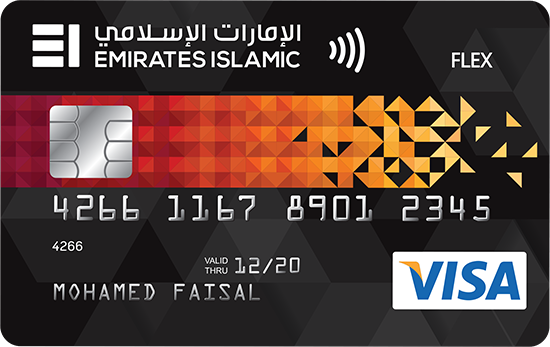 الإمارات الإسلامي
EMIRATES ISLAMIC
FLEX
4266 1167 8901 2345
4266
VALID THRU 12/20
MOHAMED FAISAL
VISA